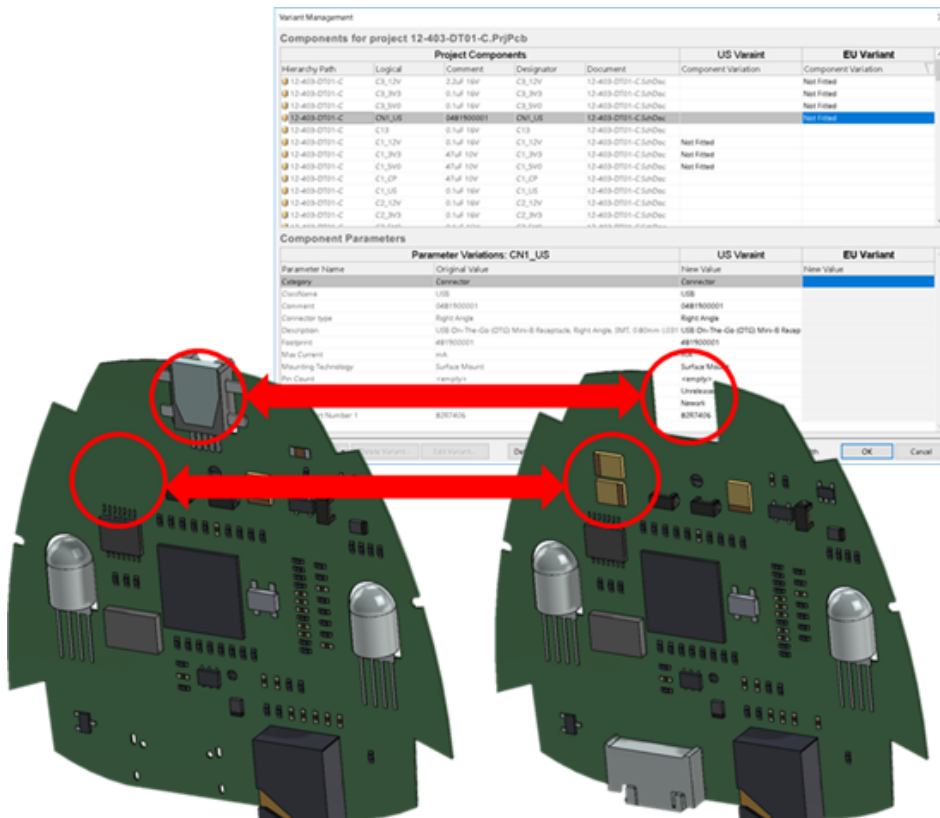 Variant Management
Components for project 12-403-DT01-C.PrjPcb
Project Components US Varaint EU Variant
Hierarchy Path Logical Comment Designator Document Component Variation Component Variation
12-403-DT01-C C3_12V 2.2uF 16V C3_12V 12-403-DT01-C.SchDoc Not Fitted
12-403-DT01-C C3_3V3 0.1uF 16V C3_3V3 12-403-DT01-C.SchDoc Not Fitted
12-403-DT01-C C3_5V0 0.1uF 16V C3_5V0 12-403-DT01-C.SchDoc Not Fitted
12-403-DT01-C CN1_US 0481900001 CN1_US 12-403-DT01-C.SchDoc Not Fitted
12-403-DT01-C C13 0.1uF 16V C13 12-403-DT01-C.SchDoc
12-403-DT01-C C1_12V 0.1uF 16V C1_12V 12-403-DT01-C.SchDoc Not Fitted
12-403-DT01-C C1_3V3 47uF 10V C1_3V3 12-403-DT01-C.SchDoc Not Fitted
12-403-DT01-C C1_5V0 47uF 10V C1_5V0 12-403-DT01-C.SchDoc Not Fitted
12-403-DT01-C C1_CP 47uF 10V C1_CP 12-403-DT01-C.SchDoc
12-403-DT01-C C1_US 0.1uF 16V C1_US 12-403-DT01-C.SchDoc
12-403-DT01-C C2_12V 0.1uF 16V C2_12V 12-403-DT01-C.SchDoc
12-403-DT01-C C2_3V3 0.1uF 16V C2_3V3 12-403-DT01-C.SchDoc
Component Parameters
Parameter Variations: CN1_US US Varaint EU Variant
Parameter Name Original Value New Value New Value
Category Connector Connector
ClassName USB USB
Comment 0481900001 0481900001
Connector type Right Angle Right Angle
Description USB On-The-Go (OTG) Mini-B Receptacle, Right Angle, SMT, 0.80mm USB On-The-Go (OTG) Mini-B Recep
Footprint 481900001 481900001
Max Current mA mA
Mounting Technology Surface Mount Surface Mount
Pin Count <empty> <empty>
Unrelease
Newark
Number 1 82R7406 82R7406
Edit Variant... OK Cancel